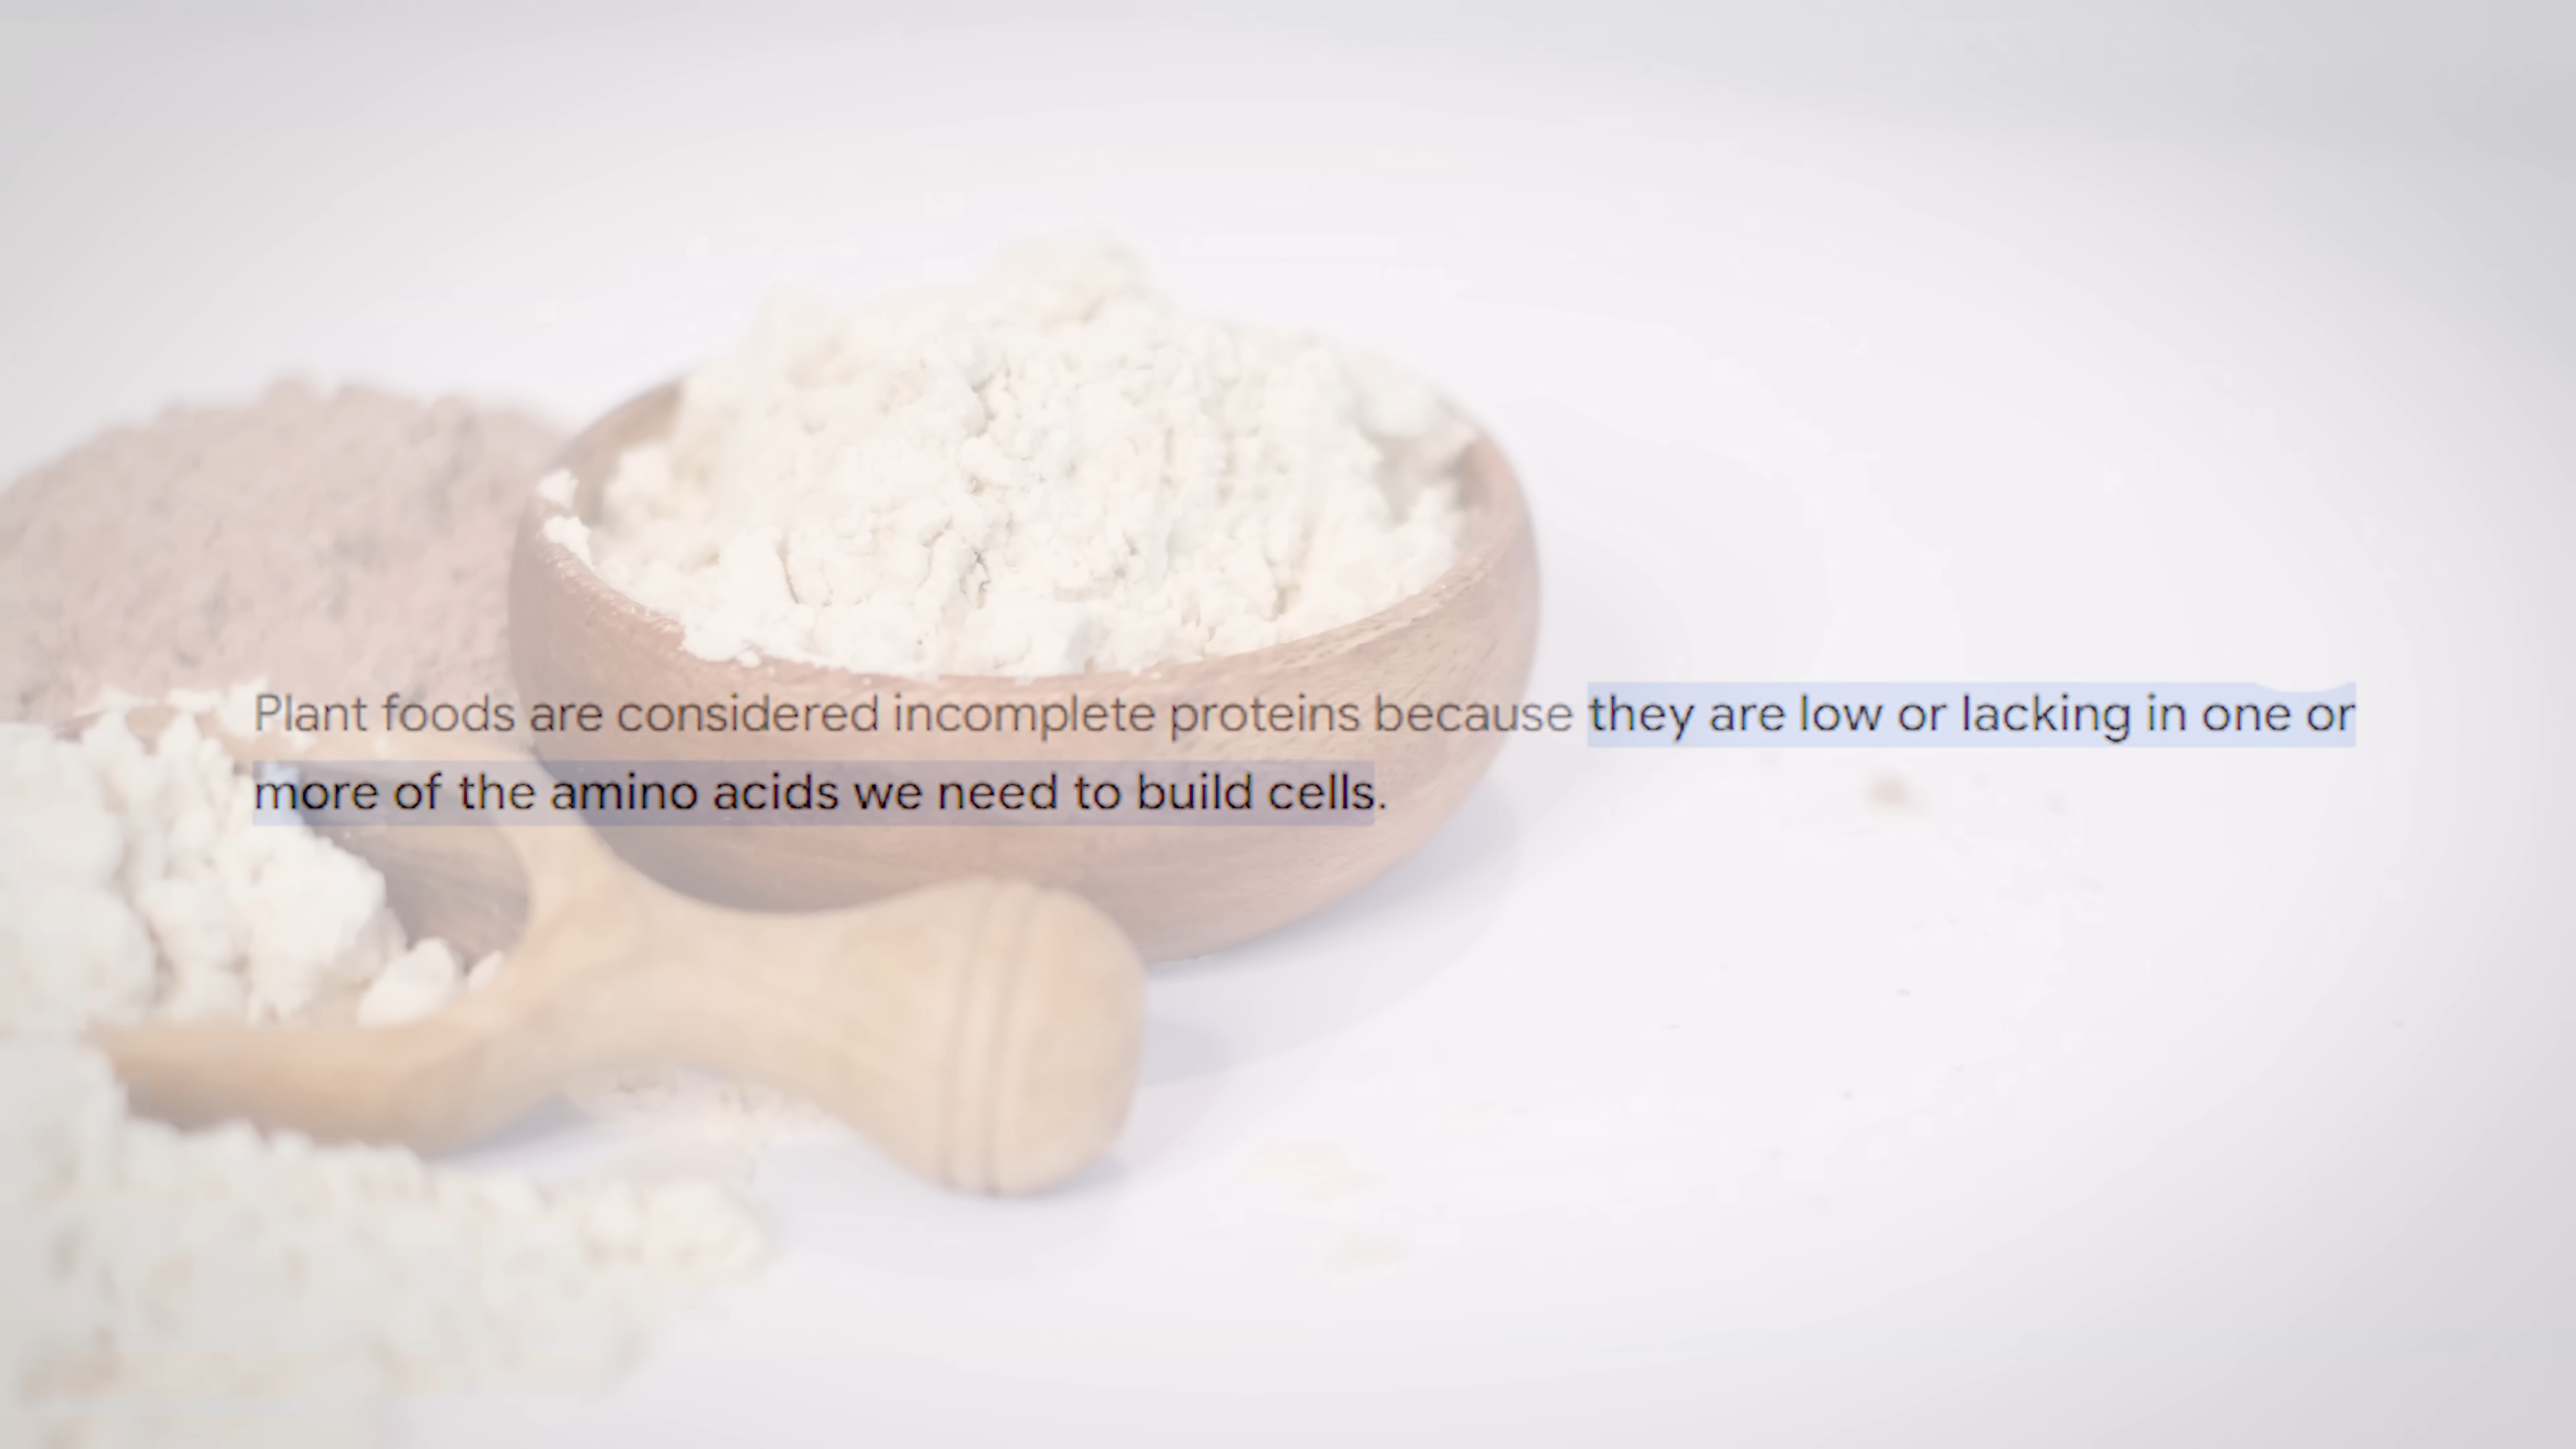 Plant foods are considered incomplete proteins because they are low or lacking in one or
more of the amino acids we need to build cells.